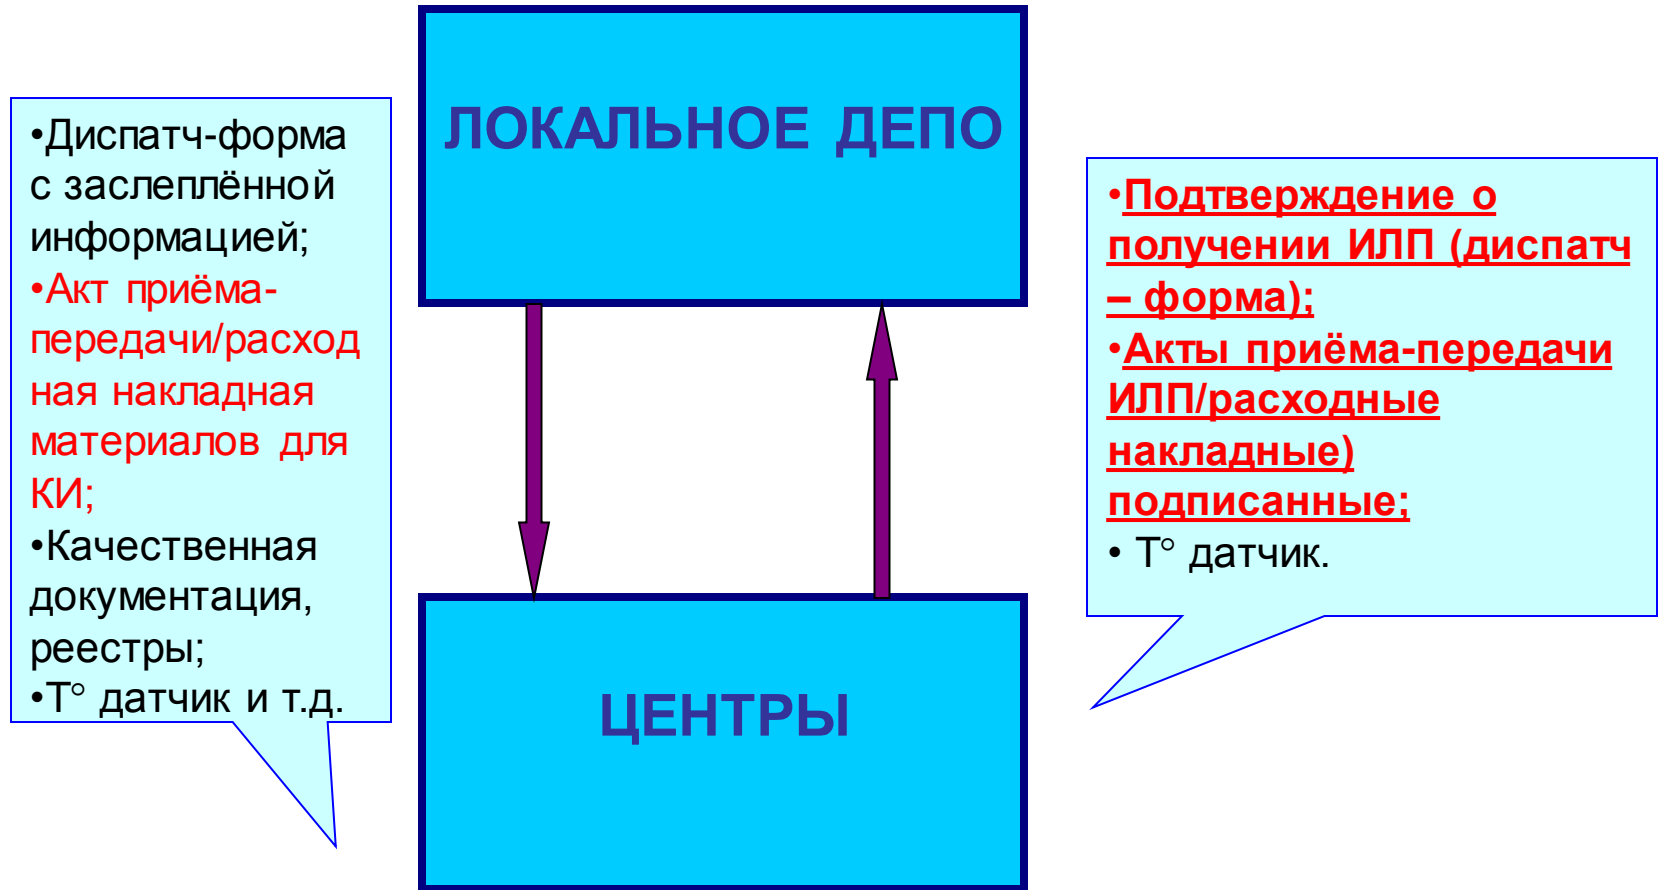 ЛОКАЛЬНОЕ ДЕПО
•Диспатч-форма
с заслеплённой
информацией;
•Акт приёма-
передачи/расход
ная накладная
материалов для
КИ;
•Качественная
документация,
реестры;
•Т° датчик и т.д.
•Подтверждение о
получении ИЛП (диспатч
– форма);
•Акты приёма-передачи
ИЛП/расходные
накладные)
подписанные;
• Т° датчик.
ЦЕНТРЫ